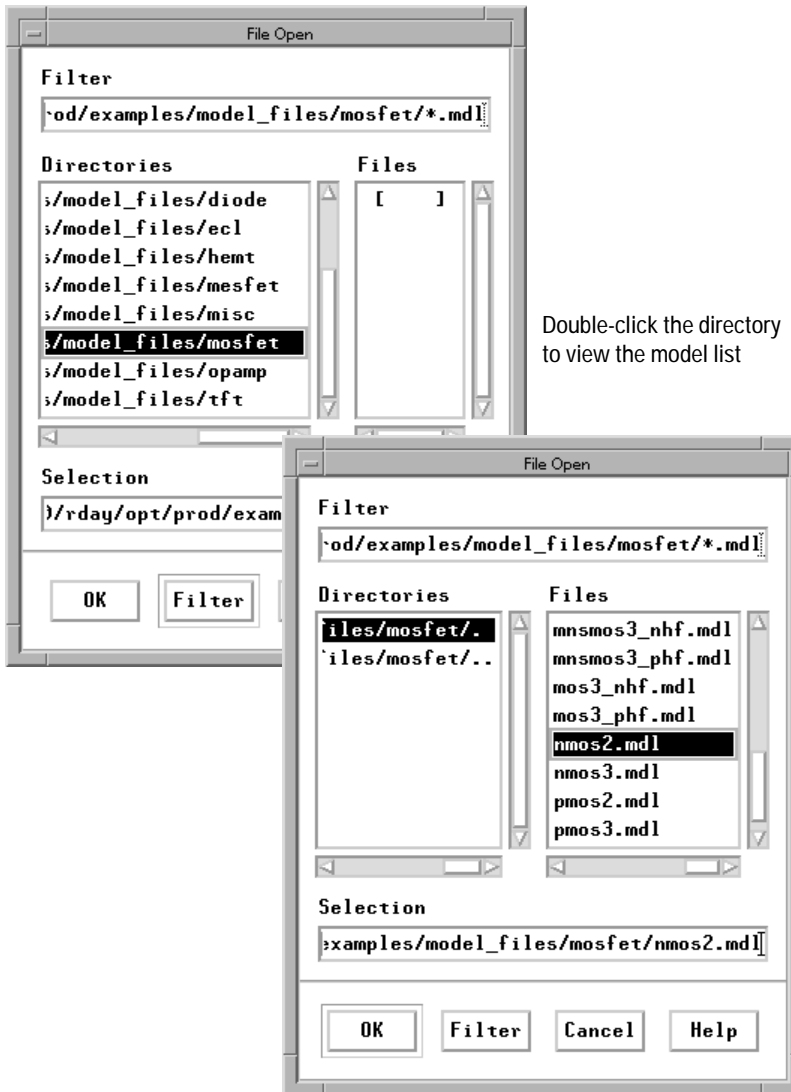 File Open
Filter
rod/examples/model_files/mosfet/*.mdl
Directories Files
s/model_files/diode [ ]
s/model_files/ecl
s/model_files/hemt
s/model_files/mesfet
s/model_files/misc
s/model_files/mosfet
s/model_files/opamp
s/model_files/tft
Double-click the directory
to view the model list
Selection
)/rday/opt/prod/exam
OK Filter
File Open
Filter
rod/examples/model_files/mosfet/*.mdl
Directories Files
iles/mosfet/. mnsmos3_nhf.mdl
iles/mosfet/.. mnsmos3_phf.mdl
mos3_nhf.mdl
mos3_phf.mdl
nmos2.mdl
nmos3.mdl
pmos2.mdl
pmos3.mdl
Selection
examples/model_files/mosfet/nmos2.mdl
OK Filter Cancel Help